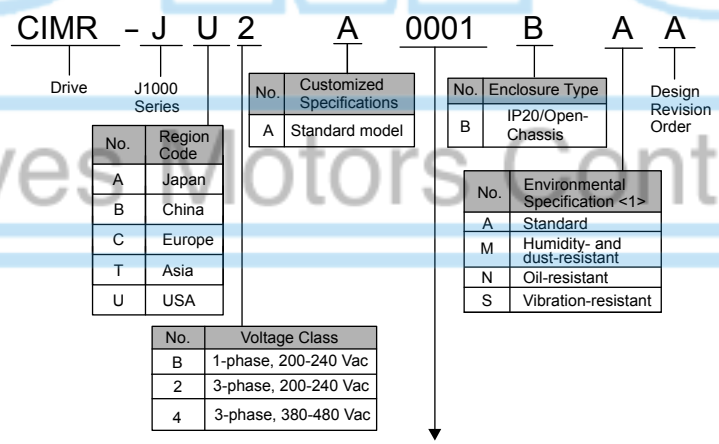 CIMR - J U 2 A 0001 B A A
Drive
J1000
Series
No. Customized
Specifications
A Standard model
No. Enclosure Type
B IP20/Open-
Chassis
Design
Revision
Order
No. Region
Code
A Japan
B China
C Europe
T Asia
U USA
No. Environmental
Specification <1>
A Standard
M Humidity- and
dust-resistant
N Oil-resistant
S Vibration-resistant
No. Voltage Class
B 1-phase, 200-240 Vac
2 3-phase, 200-240 Vac
4 3-phase, 380-480 Vac
ves Motors Cont